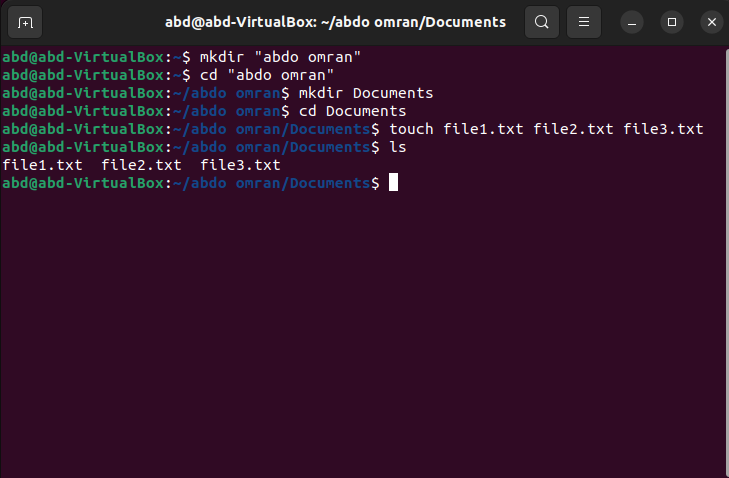 abd@abd-VirtualBox: ~/abdo omran/Documents
abd@abd-VirtualBox:~$ mkdir "abdo omran"
abd@abd-VirtualBox:~$ cd "abdo omran"
abd@abd-VirtualBox:~/abdo omran$ mkdir Documents
abd@abd-VirtualBox:~/abdo omran$ cd Documents
abd@abd-VirtualBox:~/abdo omran/Documents$ touch file1.txt file2.txt file3.txt
abd@abd-VirtualBox:~/abdo omran/Documents$ ls
file1.txt  file2.txt  file3.txt
abd@abd-VirtualBox:~/abdo omran/Documents$